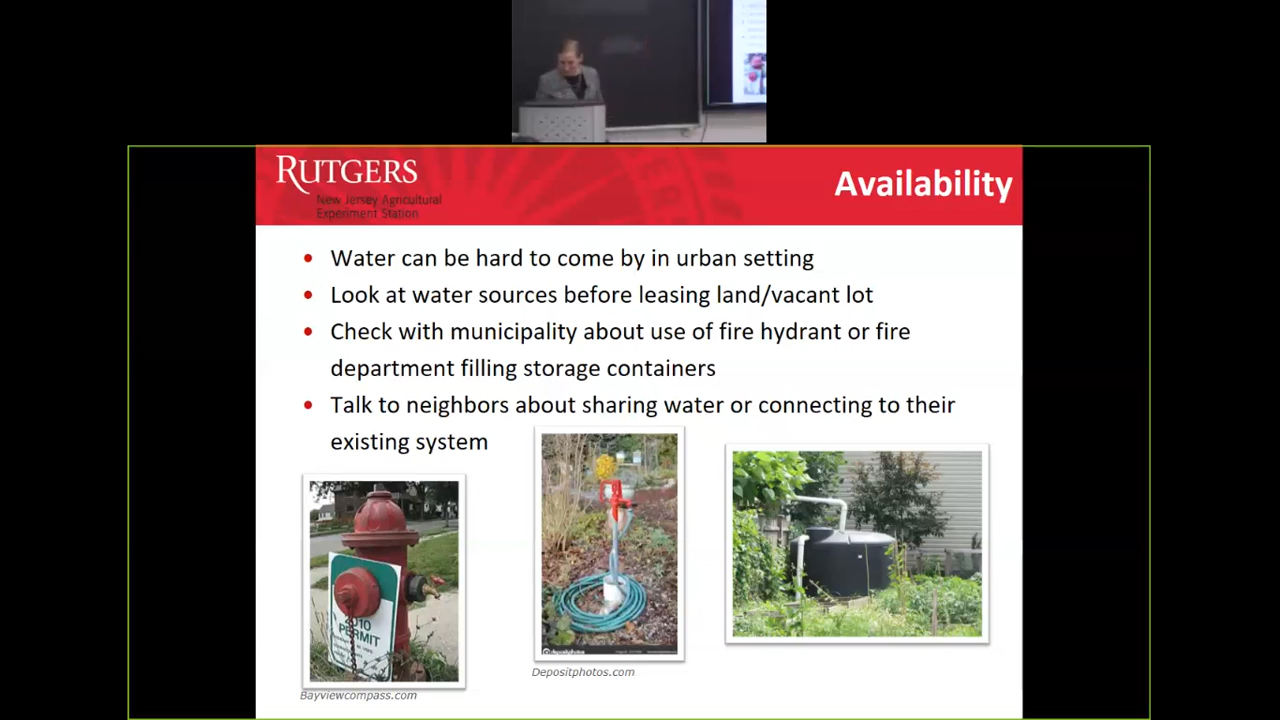 RUTGERS
New Jersey Agricultural
Experiment Station
Availability
• Water can be hard to come by in urban setting
• Look at water sources before leasing land/vacant lot
• Check with municipality about use of fire hydrant or fire
department filling storage containers
• Talk to neighbors about sharing water or connecting to their
existing system
2010
PERMIT
depositphotos
Depositphotos.com
Bayviewcompass.com